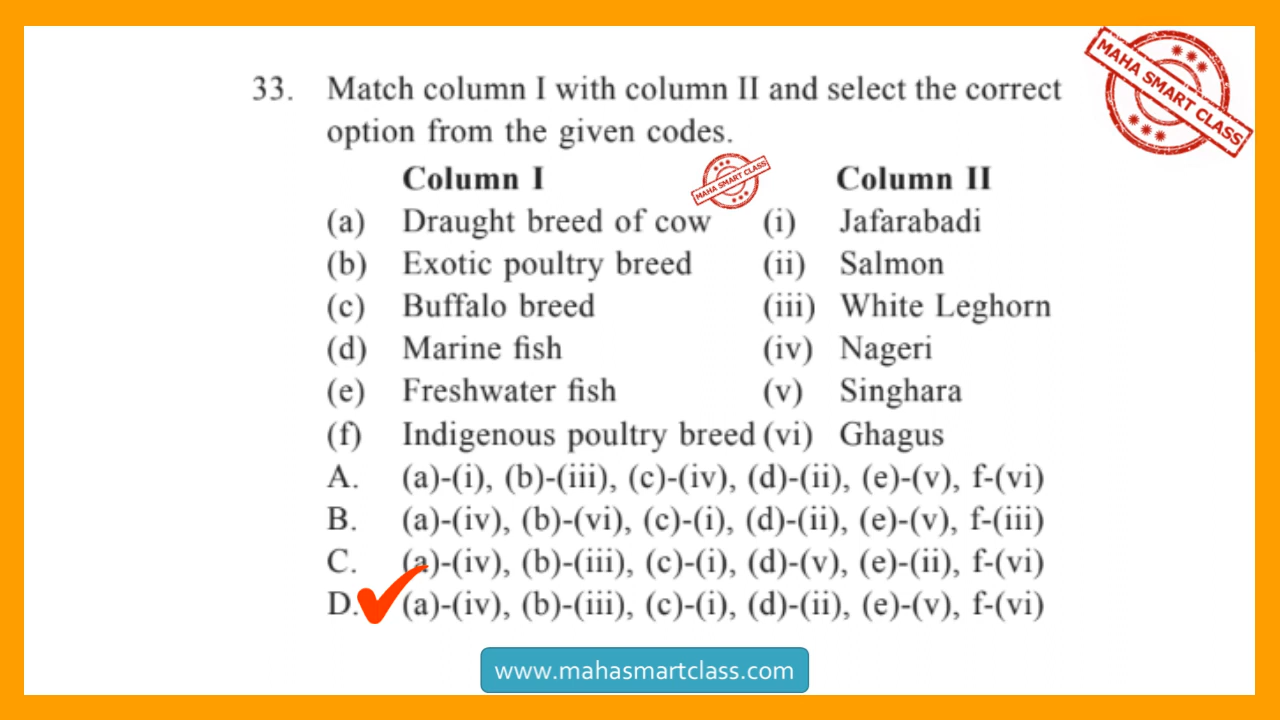 MAHA SMART CLASS
33. Match column I with column II and select the correct
option from the given codes.
Column I Column II
MAHA SMART CLASS
(a) Draught breed of cow (i) Jafarabadi
(b) Exotic poultry breed (ii) Salmon
(c) Buffalo breed (iii) White Leghorn
(d) Marine fish (iv) Nageri
(e) Freshwater fish (v) Singhara
(f) Indigenous poultry breed (vi) Ghagus
A. (a)-(i), (b)-(iii), (c)-(iv), (d)-(ii), (e)-(v), f-(vi)
B. (a)-(iv), (b)-(vi), (c)-(i), (d)-(ii), (e)-(v), f-(iii)
C. (a)-(iv), (b)-(iii), (c)-(i), (d)-(v), (e)-(ii), f-(vi)
D. (a)-(iv), (b)-(iii), (c)-(i), (d)-(ii), (e)-(v), f-(vi)
www.mahasmartclass.com